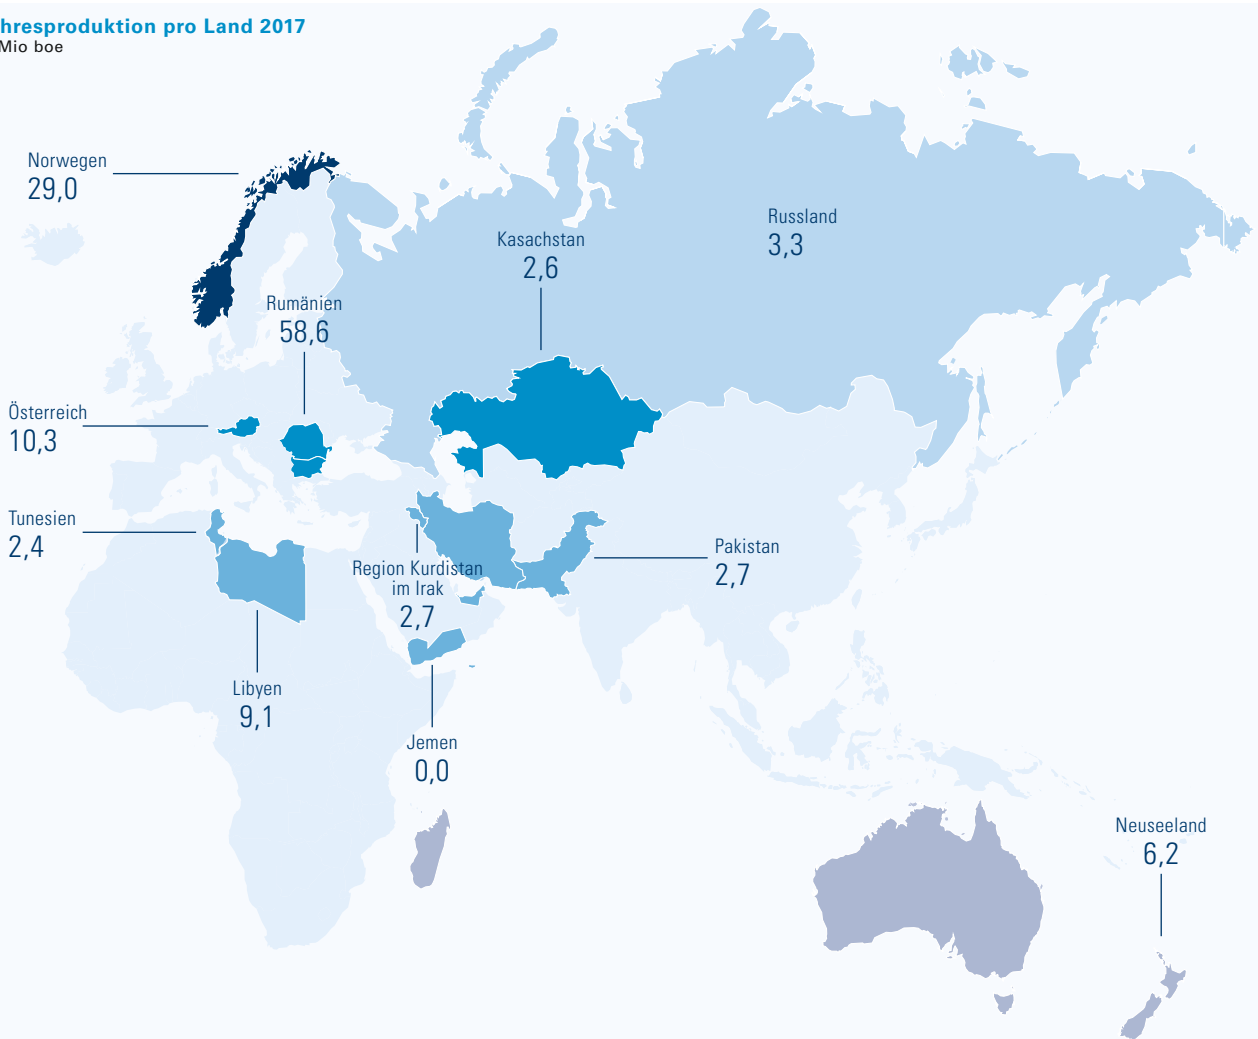 hresproduktion pro Land 2017
Mio boe
Norwegen
29,0
Russland
3,3
Kasachstan
2,6
Rumänien
58,6
Österreich
10,3
Tunesien
2,4
Pakistan
2,7
Region Kurdistan
im Irak
2,7
Libyen
9,1
Jemen
0,0
Neuseeland
6,2